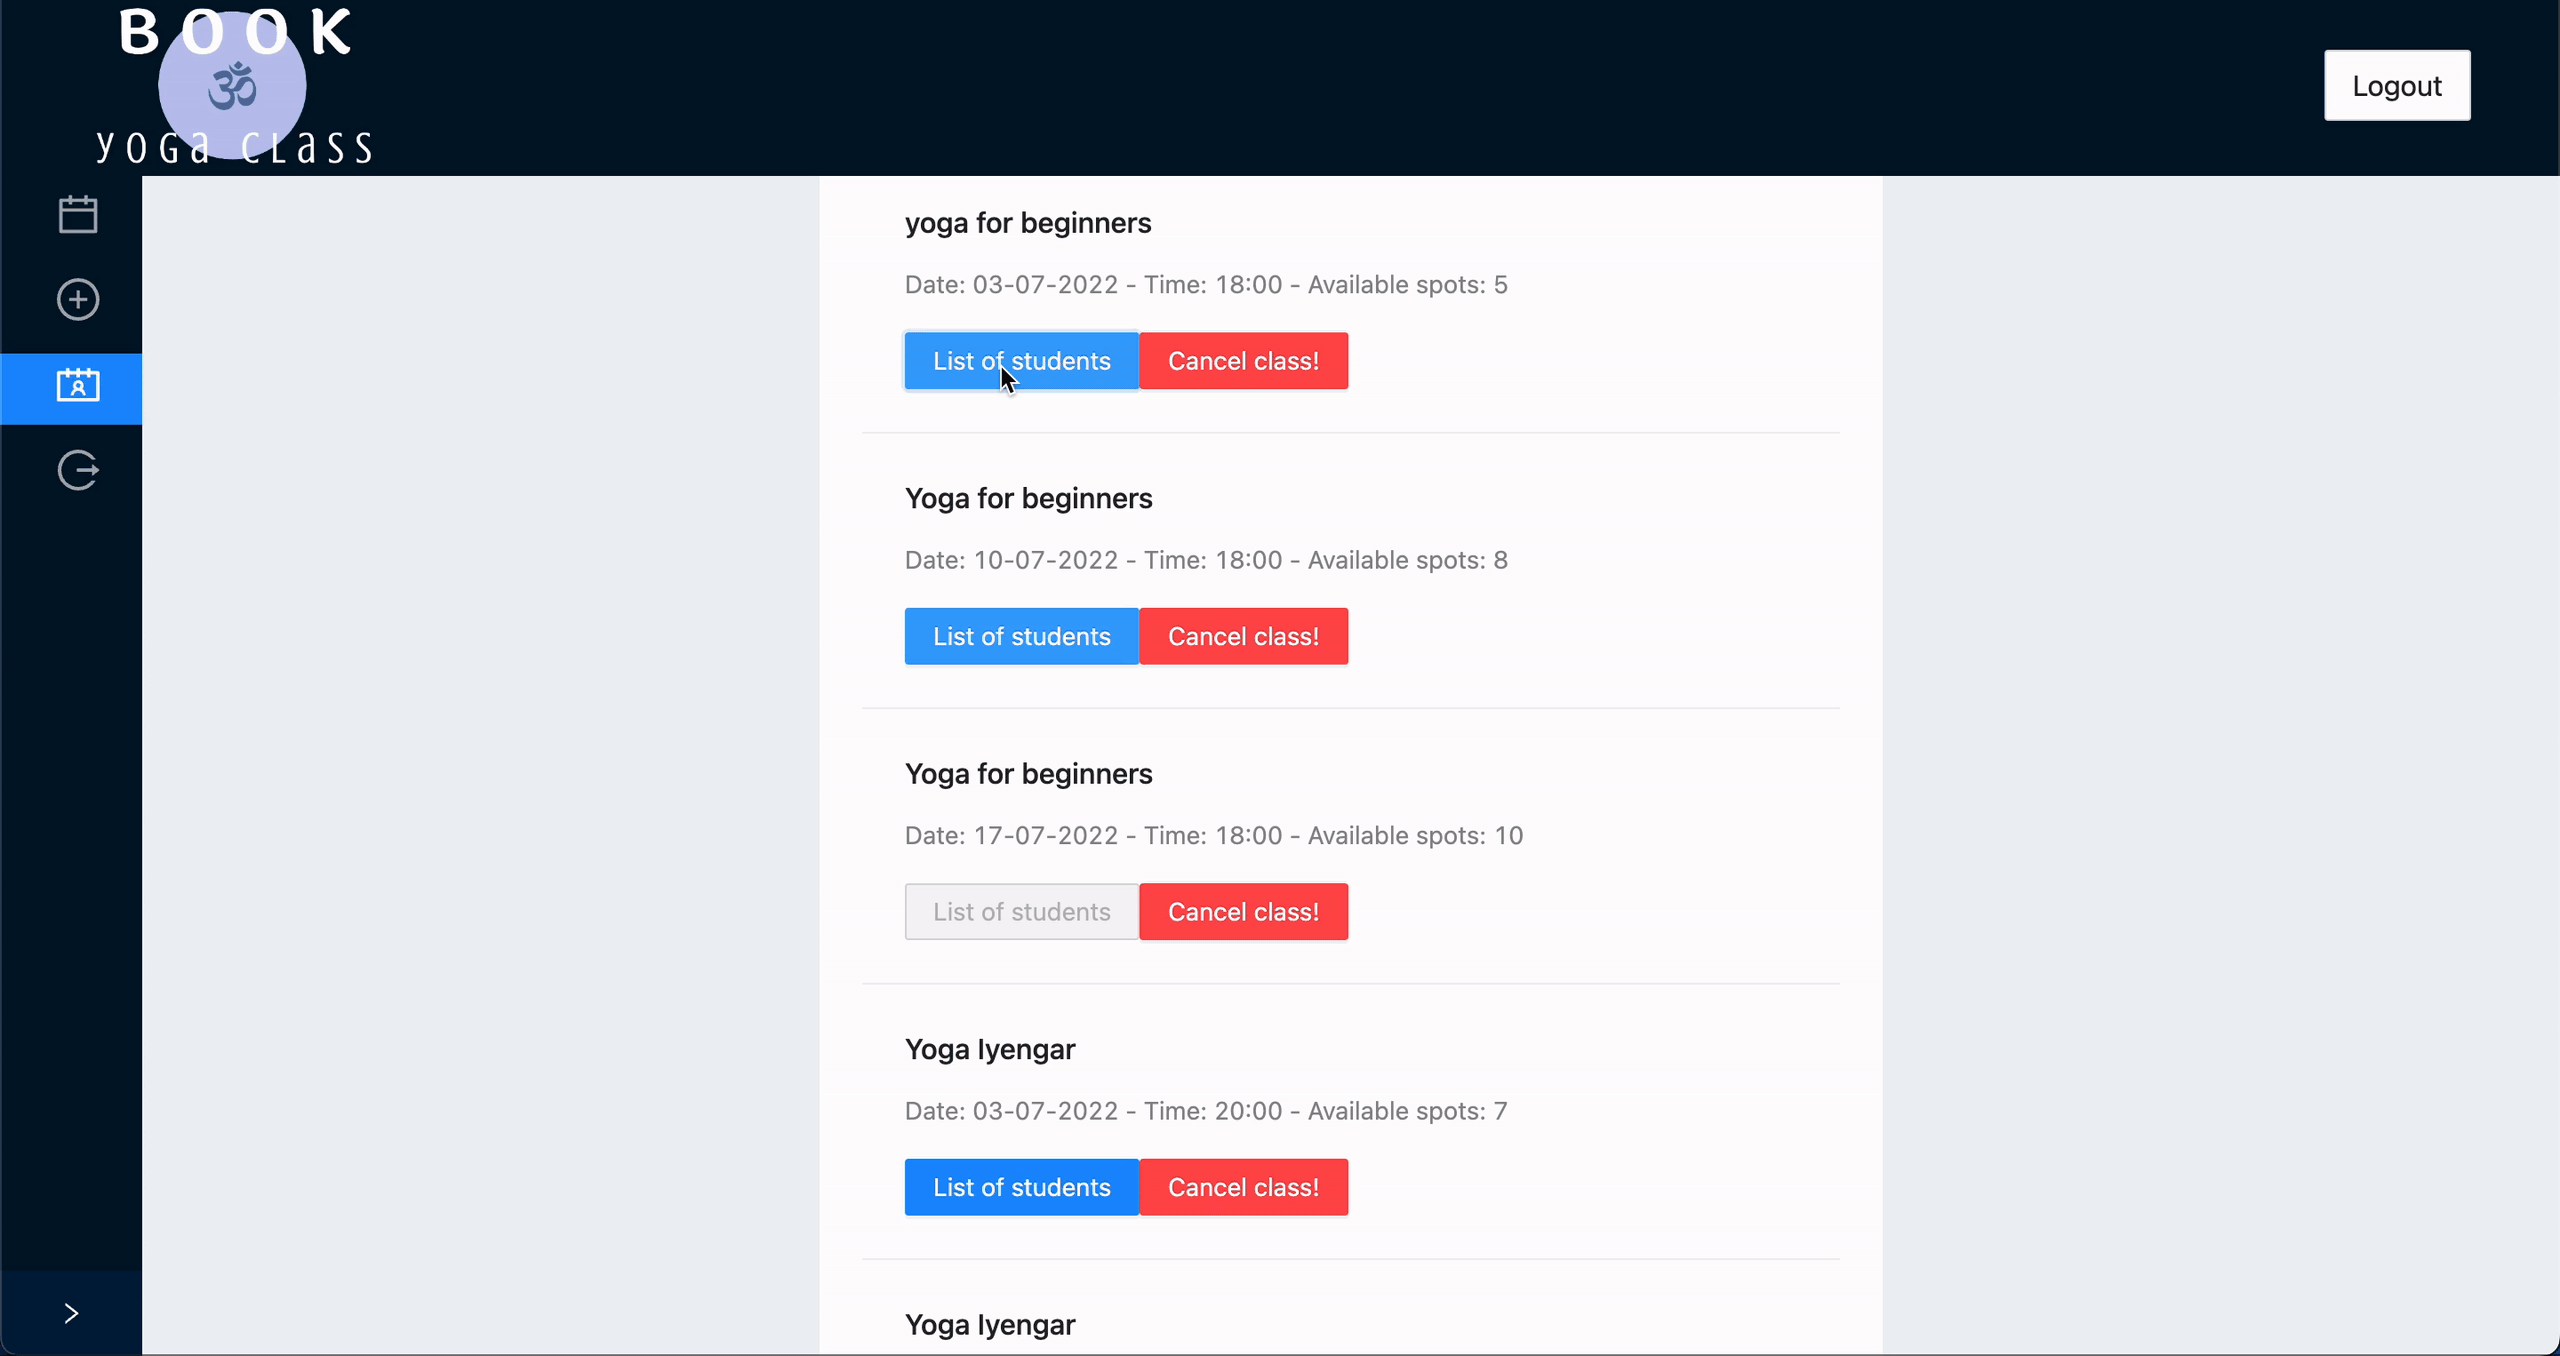 BOOK
ॐ
yoGa cLass
Logout
yoga for beginners
Date: 03-07-2022 - Time: 18:00 - Available spots: 5
List of students Cancel class!
Yoga for beginners
Date: 10-07-2022 - Time: 18:00 - Available spots: 8
List of students Cancel class!
Yoga for beginners
Date: 17-07-2022 - Time: 18:00 - Available spots: 10
List of students Cancel class!
Yoga Iyengar
Date: 03-07-2022 - Time: 20:00 - Available spots: 7
List of students Cancel class!
Yoga Iyengar